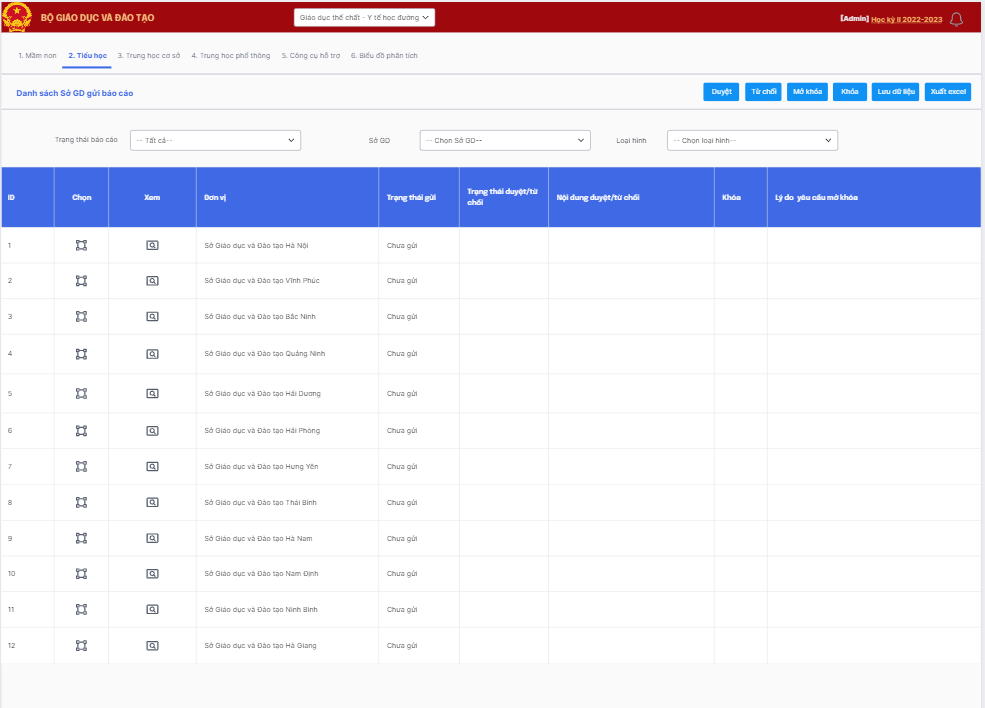 BỘ GIÁO DỤC VÀ ĐÀO TẠO
Giáo dục thể chất - Y tế học đường
[Admin] Học kỳ II 2022-2023
1. Mầm non 2. Tiểu học 3. Trung học cơ sở 4. Trung học phổ thông 5. Công cụ hỗ trợ 6. Biểu đồ phân tích
Danh sách Sở GD gửi báo cáo
Duyệt Từ chối Mở khóa Khóa Lưu dữ liệu Xuất excel
Trạng thái báo cáo -- Tất cả-- Sở GD -- Chọn Sở GD-- Loại hình -- Chọn loại hình--
ID Chọn Xem Đơn vị Trạng thái gửi Trạng thái duyệt/từ chối Nội dung duyệt/từ chối Khóa Lý do yêu cầu mở khóa
1 Sở Giáo dục và Đào tạo Hà Nội Chưa gửi
2 Sở Giáo dục và Đào tạo Vĩnh Phúc Chưa gửi
3 Sở Giáo dục và Đào tạo Bắc Ninh Chưa gửi
4 Sở Giáo dục và Đào tạo Quảng Ninh Chưa gửi
5 Sở Giáo dục và Đào tạo Hải Dương Chưa gửi
6 Sở Giáo dục và Đào tạo Hải Phòng Chưa gửi
7 Sở Giáo dục và Đào tạo Hưng Yên Chưa gửi
8 Sở Giáo dục và Đào tạo Thái Bình Chưa gửi
9 Sở Giáo dục và Đào tạo Hà Nam Chưa gửi
10 Sở Giáo dục và Đào tạo Nam Định Chưa gửi
11 Sở Giáo dục và Đào tạo Ninh Bình Chưa gửi
12 Sở Giáo dục và Đào tạo Hà Giang Chưa gửi